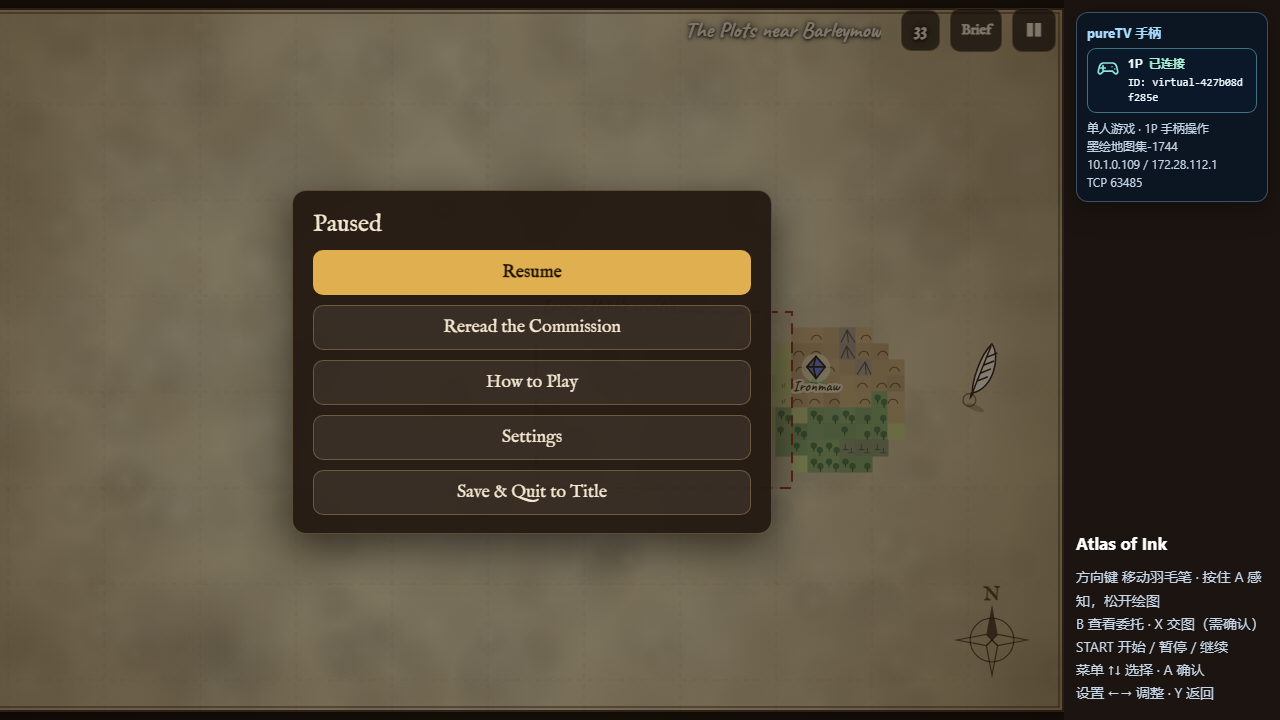 The Plots near Barleymow
33
Brief
Paused
Resume
Reread the Commission
How to Play
Settings
Save & Quit to Title
Ironmaw
N
pureTV 手柄
1P 已连接
ID: virtual-427b08d
f285e
单人游戏 · 1P 手柄操作
墨绘地图集-1744
10.1.0.109 / 172.28.112.1
TCP 63485
Atlas of Ink
方向键 移动羽毛笔 · 按住 A 感
知，松开绘图
B 查看委托 · X 交图（需确认）
START 开始 / 暂停 / 继续
菜单 ↑↓ 选择 · A 确认
设置 ←→ 调整 · Y 返回